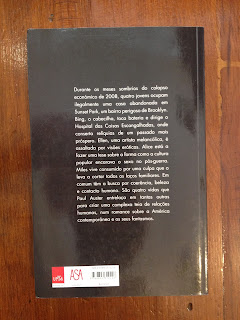 Durante os meses sombrios do colapso
económico de 2008, quatro jovens ocupam
ilegalmente uma casa abandonada em
Sunset Park, um bairro perigoso de Brooklyn.
Bing, o cabecilha, toca bateria e dirige o
Hospital das Coisas Escangalhadas, onde
conserta relíquias de um passado mais
próspero. Ellen, uma artista melancólica, é
assaltada por visões eróticas. Alice está a
fazer uma tese sobre a forma como a cultura
popular encarava o sexo no pós-guerra.
Miles vive consumido por uma culpa que o
leva a cortar todos os laços familiares. Em
comum têm a busca por coerência, beleza
e contacto humano. São quatro vidas que
Paul Auster entrelaça em tantas outras
para criar uma complexa teia de relações
humanas, num romance sobre a América
contemporânea e os seus fantasmas.
ASA